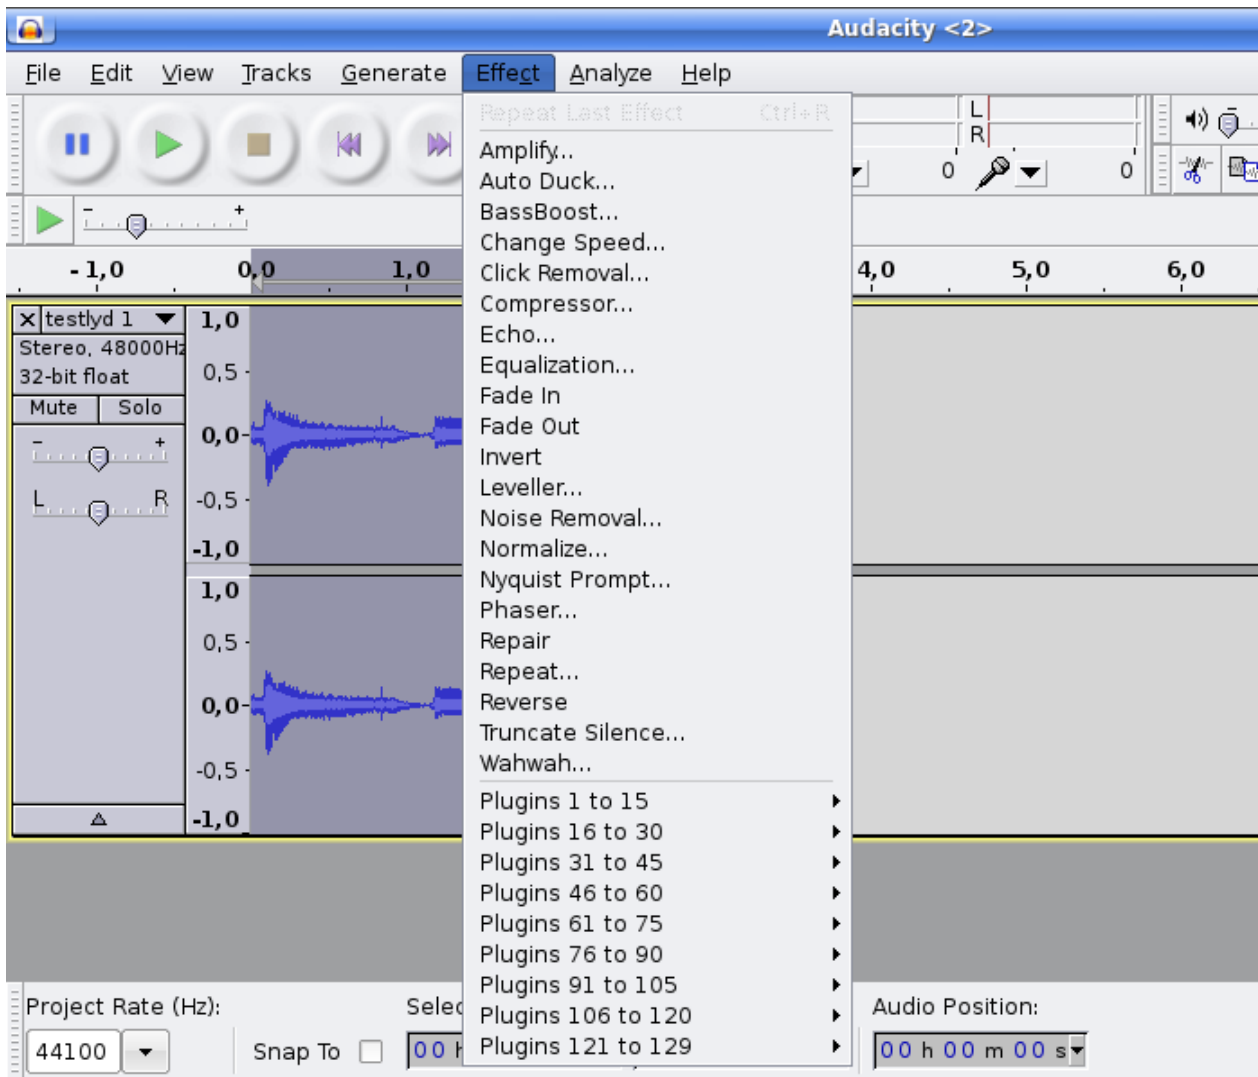 Audacity <2>
File Edit View Tracks Generate Effect Analyze Help
Repeat Last Effect Ctrl+R
L
R
0 0
Amplify...
Auto Duck...
BassBoost...
Change Speed...
Click Removal...
Compressor...
Echo...
Equalization...
Fade In
Fade Out
Invert
Leveller...
Noise Removal...
Normalize...
Nyquist Prompt...
Phaser...
Repair
Repeat...
Reverse
Truncate Silence...
Wahwah...
Plugins 1 to 15
Plugins 16 to 30
Plugins 31 to 45
Plugins 46 to 60
Plugins 61 to 75
Plugins 76 to 90
Plugins 91 to 105
Plugins 106 to 120
Plugins 121 to 129
- +
-1,0 0,0 1,0 4,0 5,0 6,0
X testlyd 1
Stereo, 48000Hz
32-bit float
Mute Solo
- +
L R
1,0
0,5
0,0
-0,5
-1,0
1,0
0,5
0,0
-0,5
-1,0
Project Rate (Hz):
44100
Snap To
00
Audio Position:
00 h 00 m 00 s